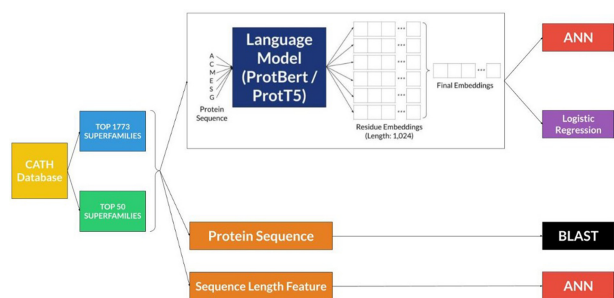 CATH
Database
TOP 1773
SUPERFAMILIES
TOP 50
SUPERFAMILIES
A
C
M
E
S
G
Protein
Sequence
Language
Model
(ProtBert /
ProtT5)
Residue Embeddings
(Length: 1,024)
Final Embeddings
ANN
Logistic
Regression
Protein Sequence
BLAST
Sequence Length Feature
ANN